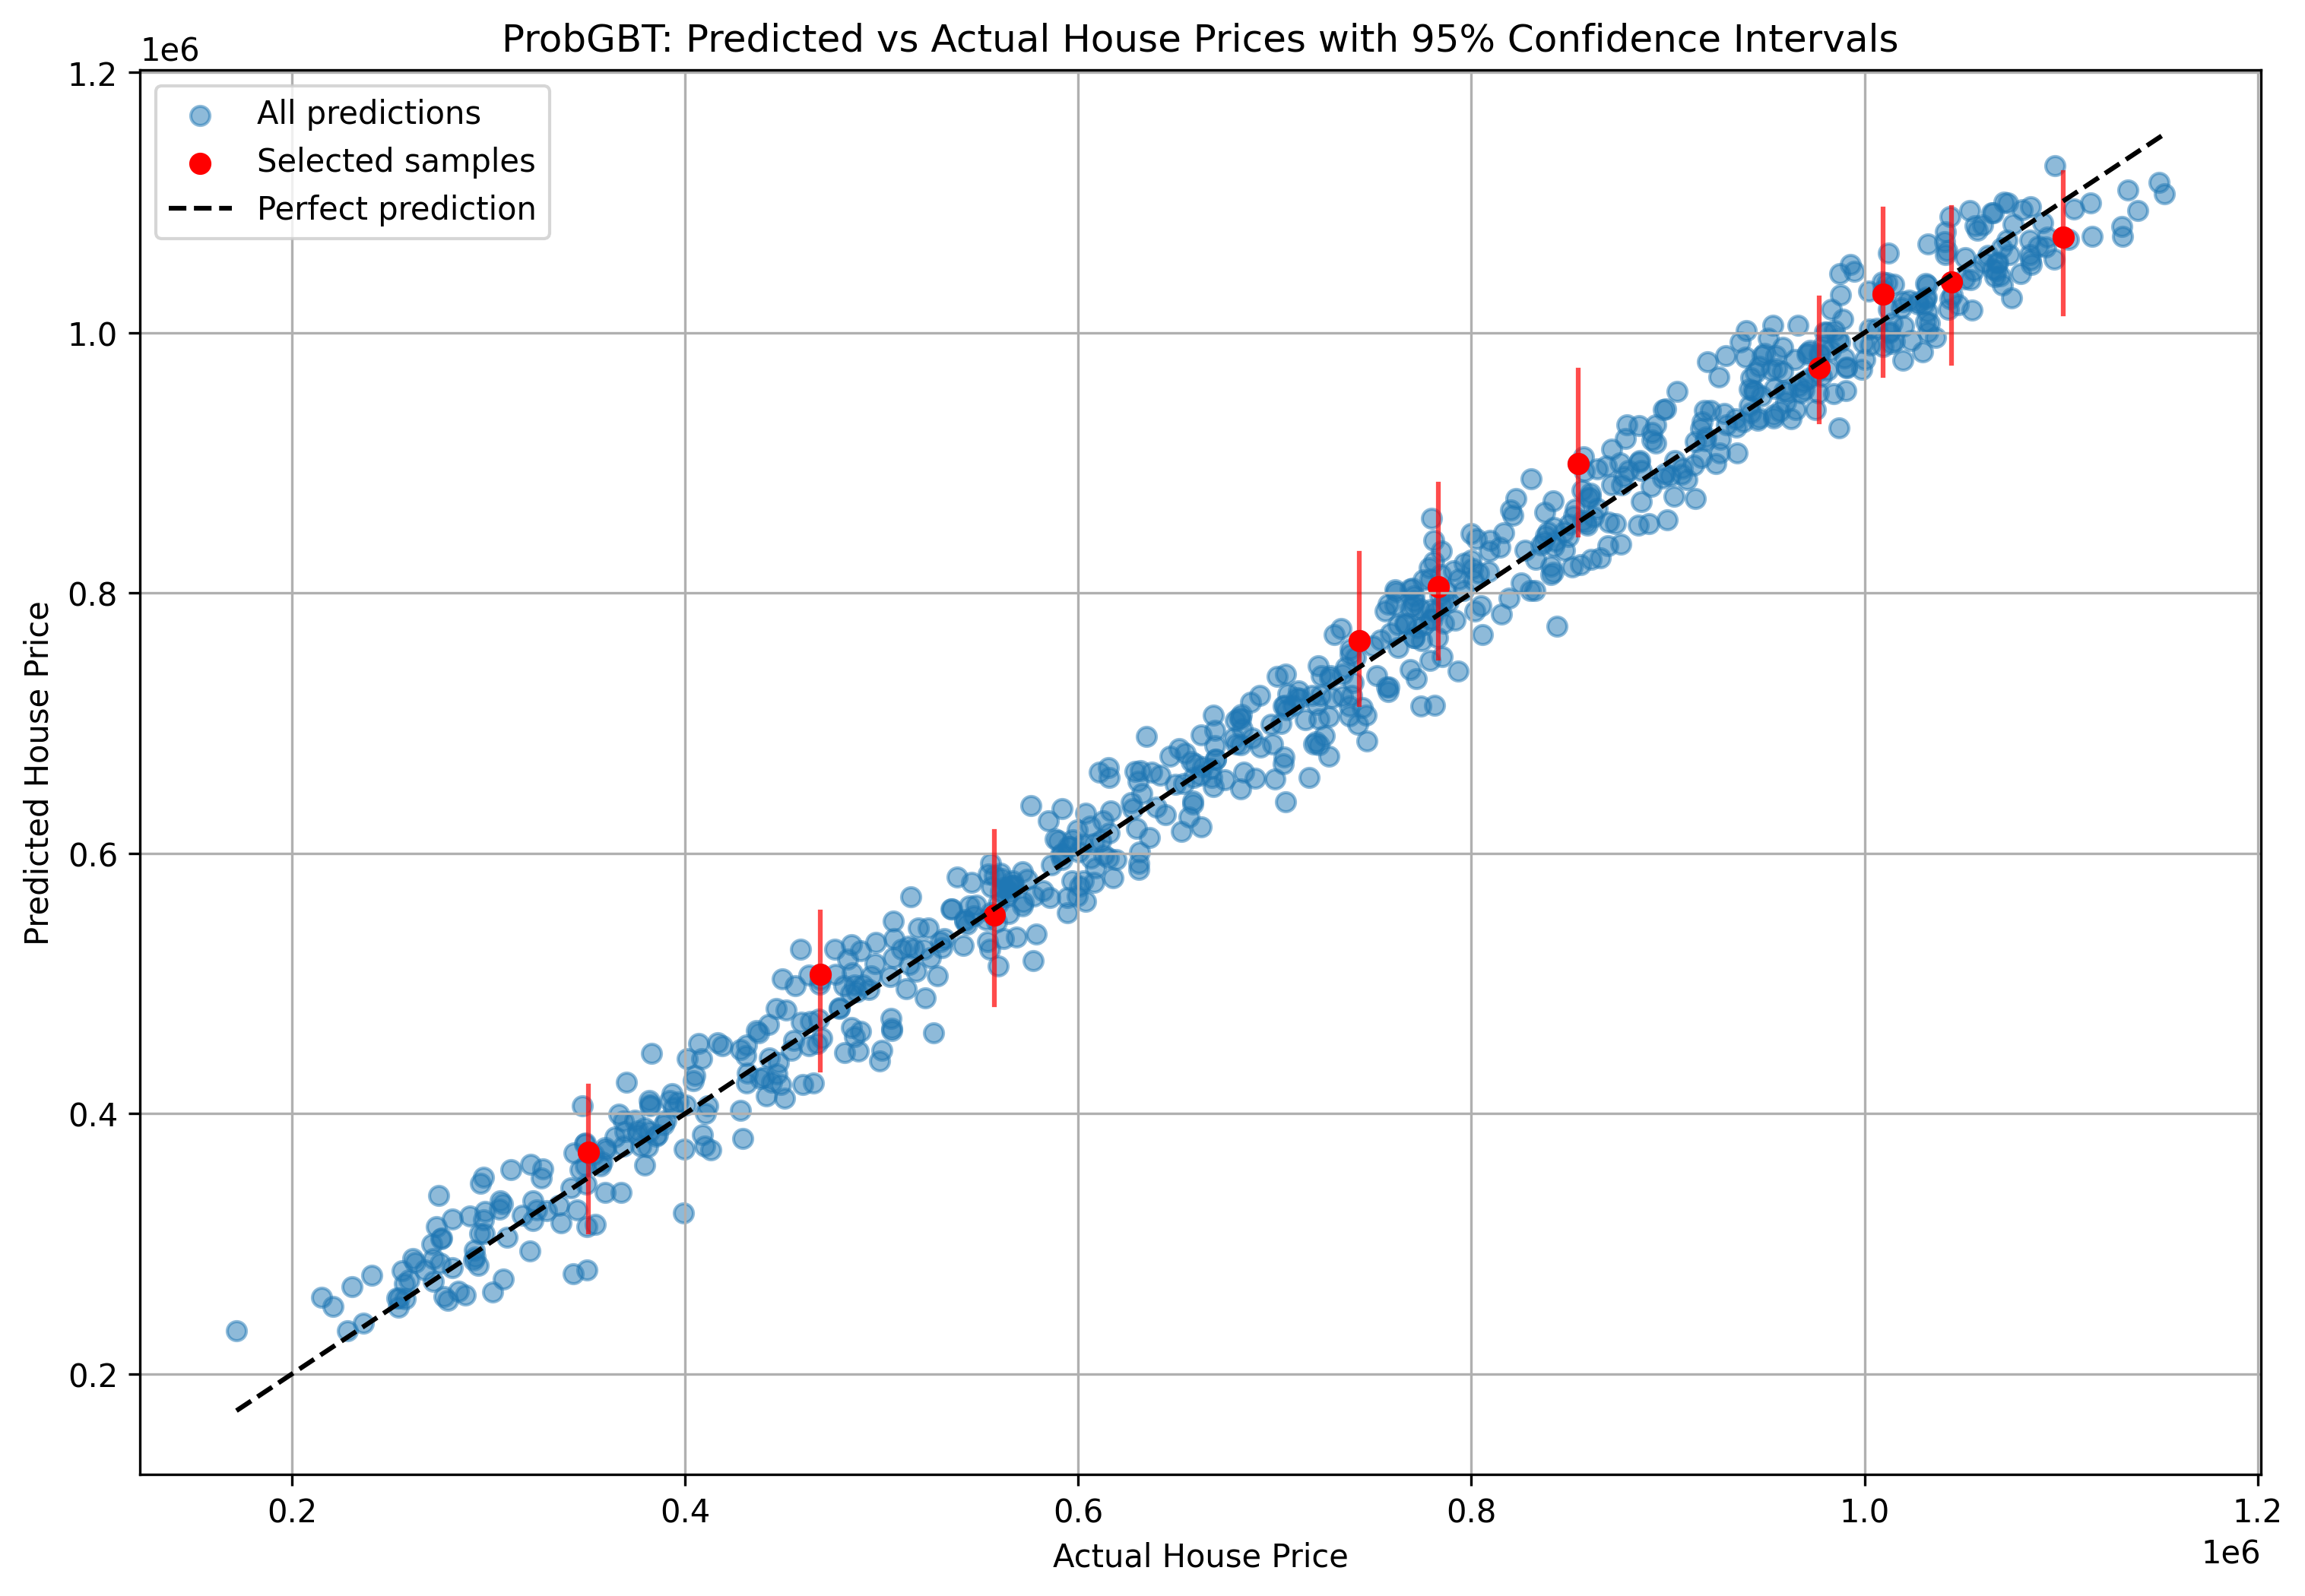 ProbGBT: Predicted vs Actual House Prices with 95% Confidence Intervals
1e6
All predictions
Selected samples
Perfect prediction
1.2
1.0
0.8
0.6
0.4
0.2
Predicted House Price
0.2 0.4 0.6 0.8 1.0 1.2
1e6
Actual House Price